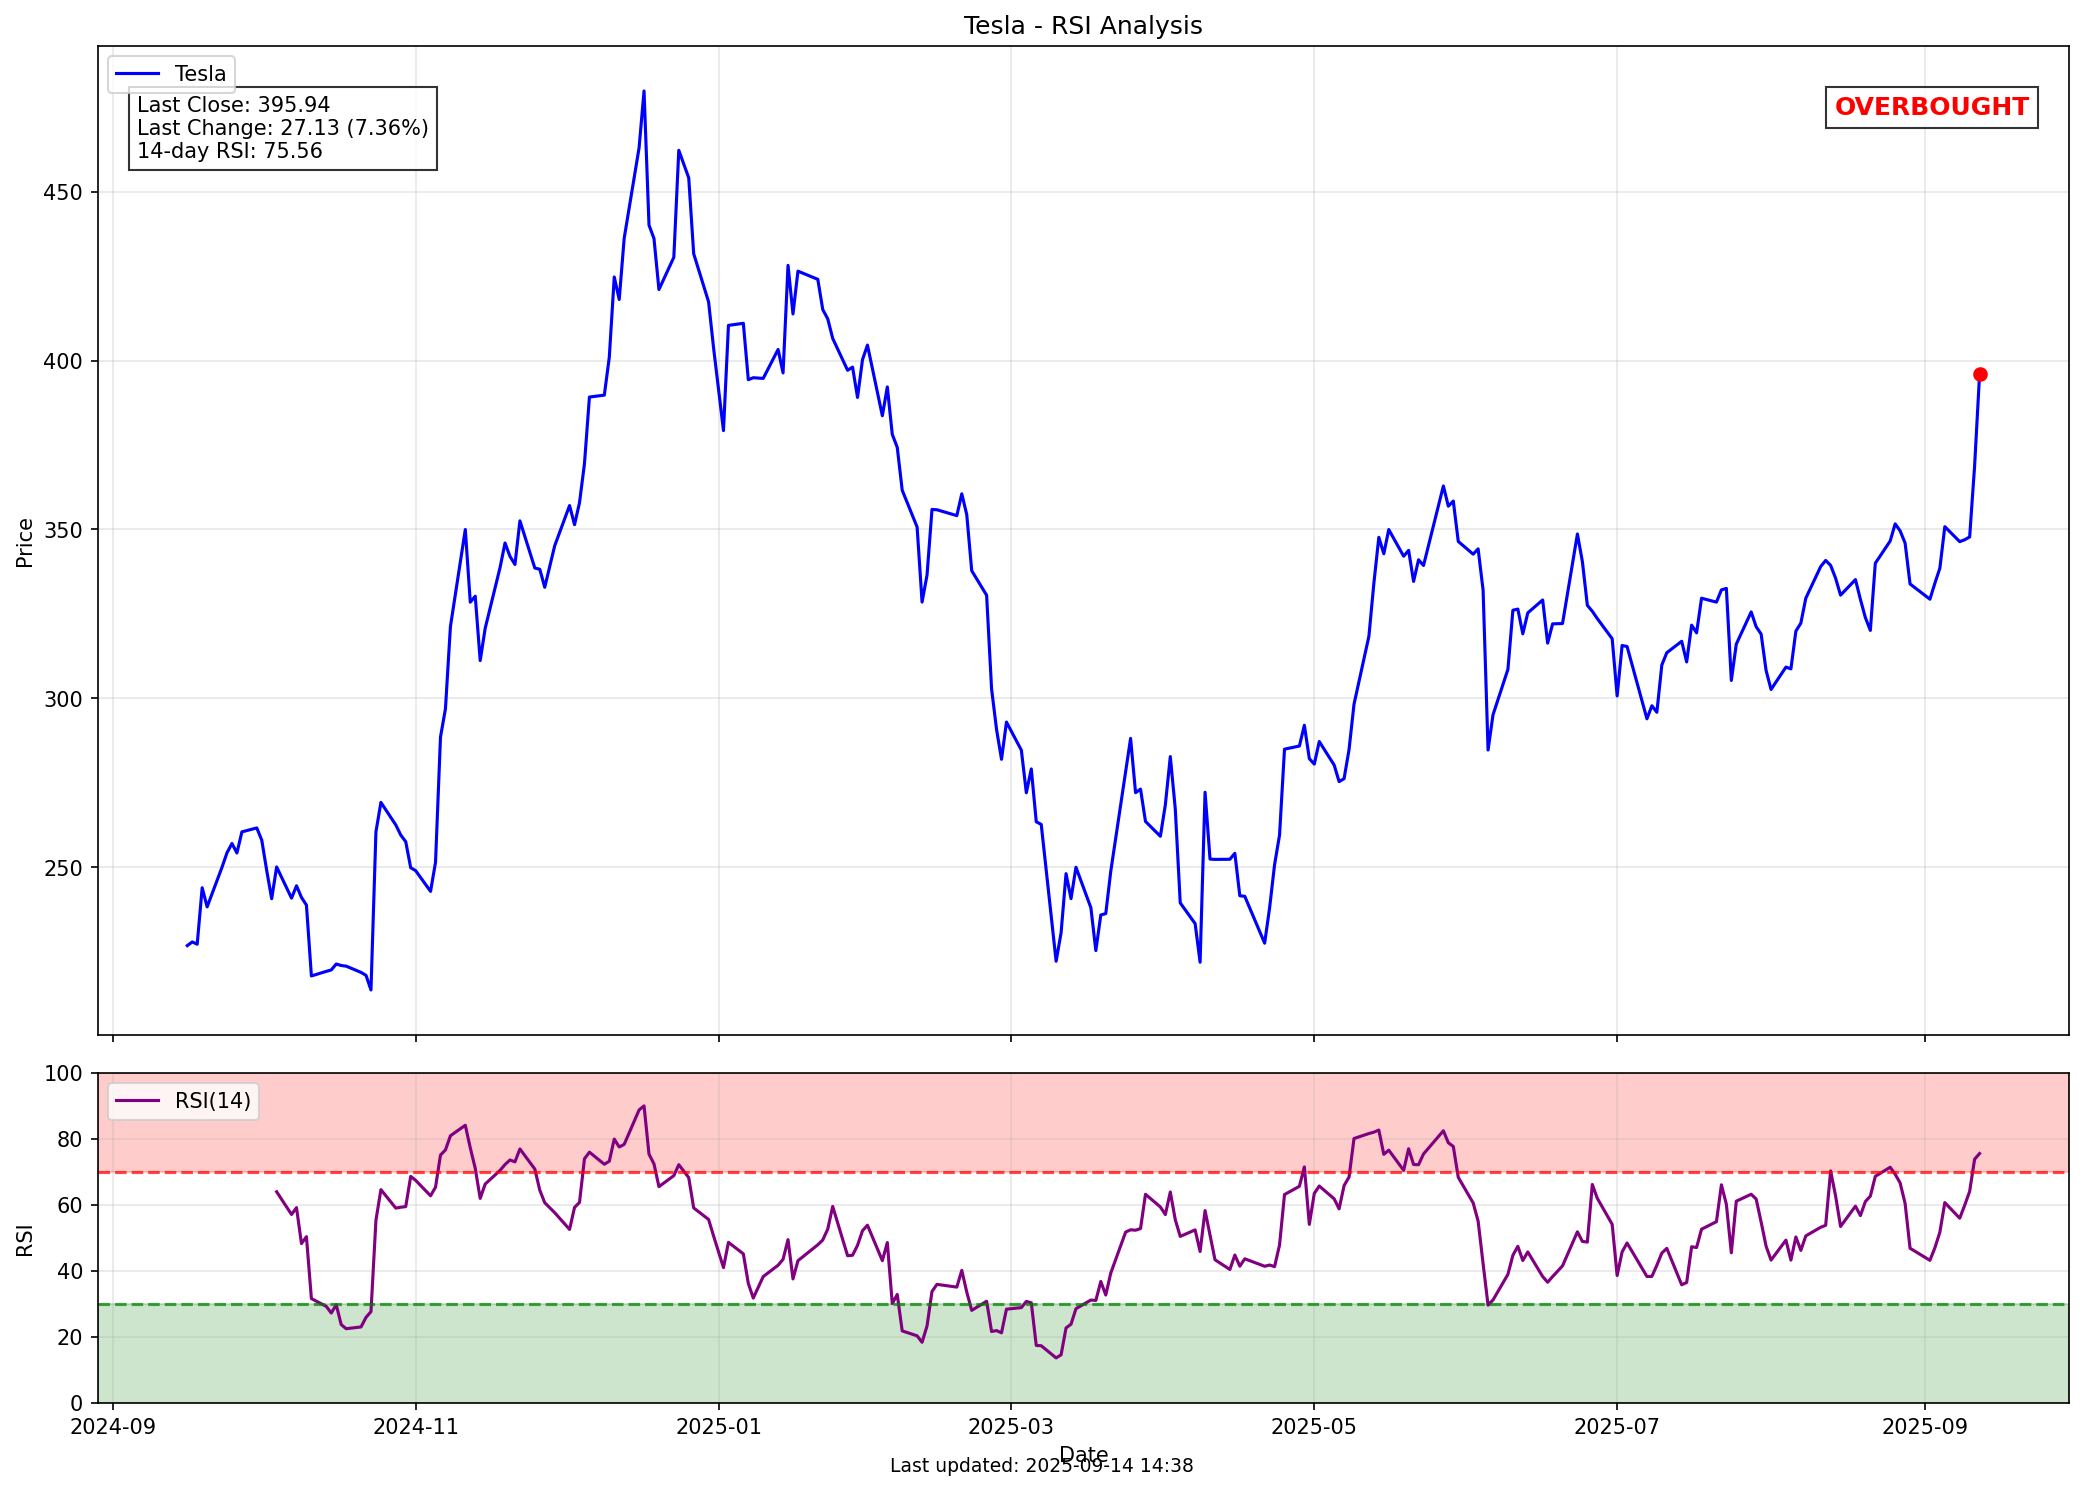 Tesla - RSI Analysis
Tesla
Last Close: 395.94
Last Change: 27.13 (7.36%)
14-day RSI: 75.56
OVERBOUGHT
450
400
350
300
250
Price
100
80
60
40
20
0
RSI
RSI(14)
2024-09 2024-11 2025-01 2025-03 2025-05 2025-07 2025-09
Date
Last updated: 2025-09-14 14:38